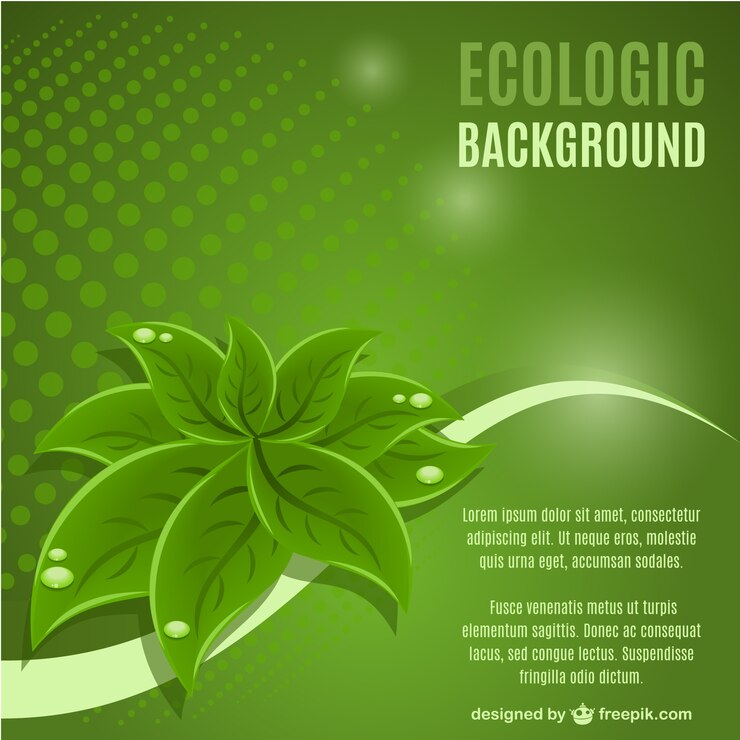 ECOLOGIC
BACKGROUND
Lorem ipsum dolor sit amet, consectetur
adipiscing elit. Ut neque eros, molestie
quis urna eget, accumsan sodales.
Fusce venenatis metus ut turpis
elementum sagittis. Donec ac consequat
lacus, sed congue lectus. Suspendisse
fringilla odio dictum.
designed by freepik.com